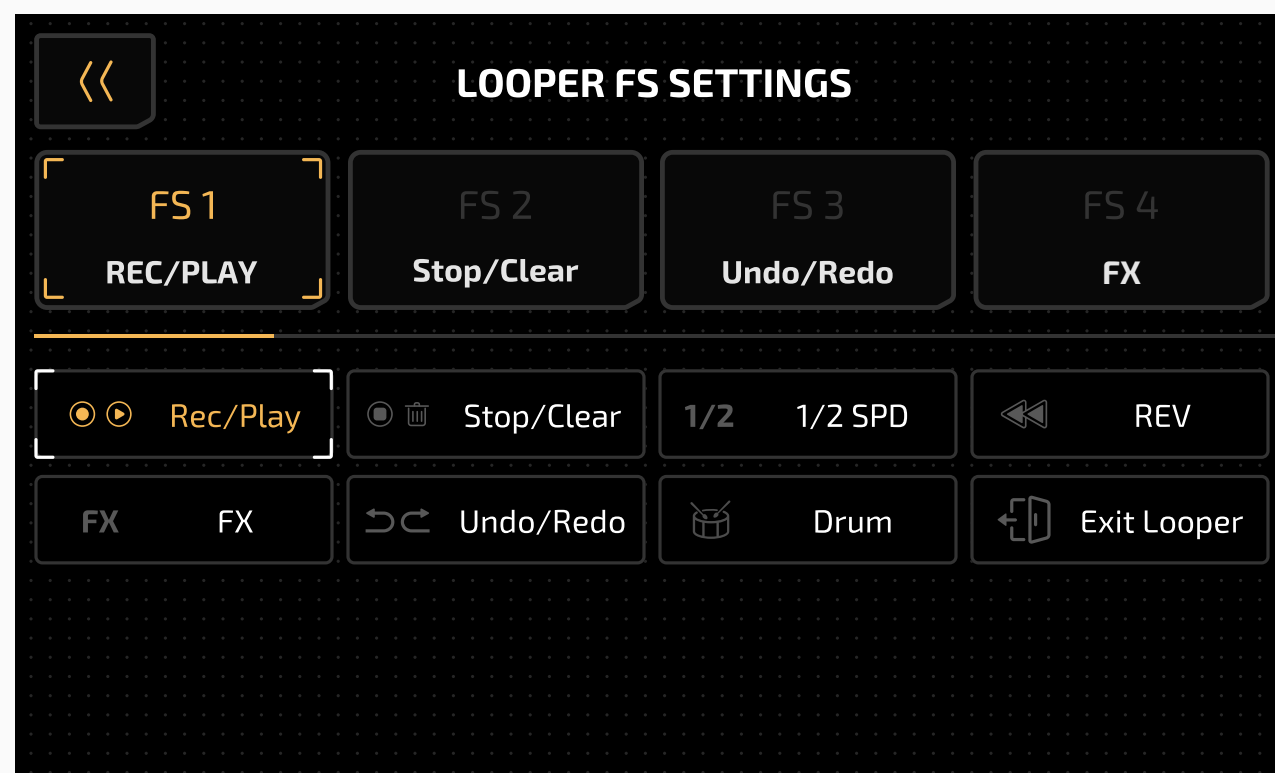 LOOPER FS SETTINGS
FS 1
REC/PLAY
FS 2
Stop/Clear
FS 3
Undo/Redo
FS 4
FX
Rec/Play
Stop/Clear
1/2 1/2 SPD
REV
FX FX
Undo/Redo
Drum
Exit Looper